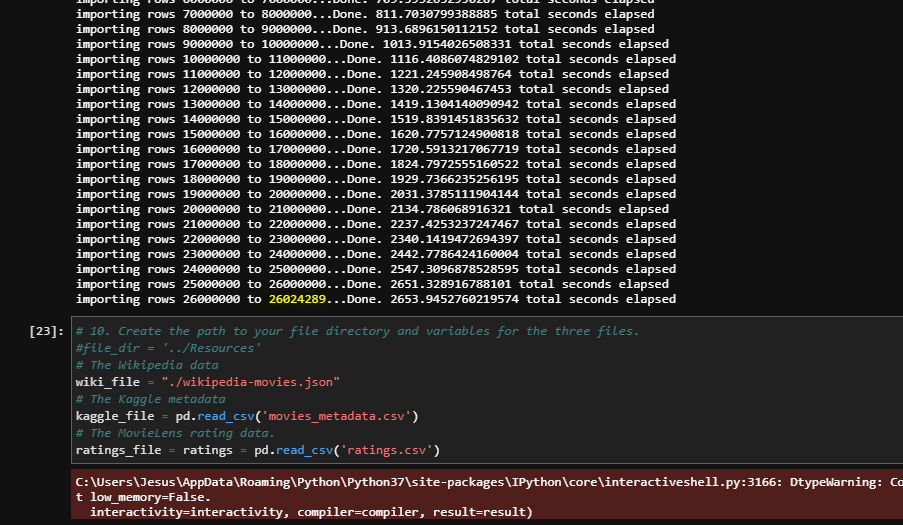 importing rows 7000000 to 8000000...Done. 811.7030799388885 total seconds elapsed
importing rows 8000000 to 9000000...Done. 913.6896150112152 total seconds elapsed
importing rows 9000000 to 10000000...Done. 1013.9154026508331 total seconds elapsed
importing rows 10000000 to 11000000...Done. 1116.4086074829102 total seconds elapsed
importing rows 11000000 to 12000000...Done. 1221.245908498764 total seconds elapsed
importing rows 12000000 to 13000000...Done. 1320.225590467453 total seconds elapsed
importing rows 13000000 to 14000000...Done. 1419.1304140090942 total seconds elapsed
importing rows 14000000 to 15000000...Done. 1519.8391451835632 total seconds elapsed
importing rows 15000000 to 16000000...Done. 1620.7757124900818 total seconds elapsed
importing rows 16000000 to 17000000...Done. 1720.5913217067719 total seconds elapsed
importing rows 17000000 to 18000000...Done. 1824.7972555160522 total seconds elapsed
importing rows 18000000 to 19000000...Done. 1929.7366235256195 total seconds elapsed
importing rows 19000000 to 20000000...Done. 2031.3785111904144 total seconds elapsed
importing rows 20000000 to 21000000...Done. 2134.786068916321 total seconds elapsed
importing rows 21000000 to 22000000...Done. 2237.4253237247467 total seconds elapsed
importing rows 22000000 to 23000000...Done. 2340.1419472694397 total seconds elapsed
importing rows 23000000 to 24000000...Done. 2442.7786424160004 total seconds elapsed
importing rows 24000000 to 25000000...Done. 2547.3096878528595 total seconds elapsed
importing rows 25000000 to 26000000...Done. 2651.328916788101 total seconds elapsed
importing rows 26000000 to 26024289...Done. 2653.9452760219574 total seconds elapsed
[23]: # 10. Create the path to your file directory and variables for the three files.
#file_dir = '../Resources'
# The Wikipedia data
wiki_file = "./wikipedia-movies.json"
# The Kaggle metadata
kaggle_file = pd.read_csv('movies_metadata.csv')
# The MovieLens rating data.
ratings_file = ratings = pd.read_csv('ratings.csv')
C:\Users\Jesus\AppData\Roaming\Python\Python37\site-packages\IPython\core\interactiveshell.py:3166: DtypeWarning: Co
t low_memory=False.
interactivity=interactivity, compiler=compiler, result=result)